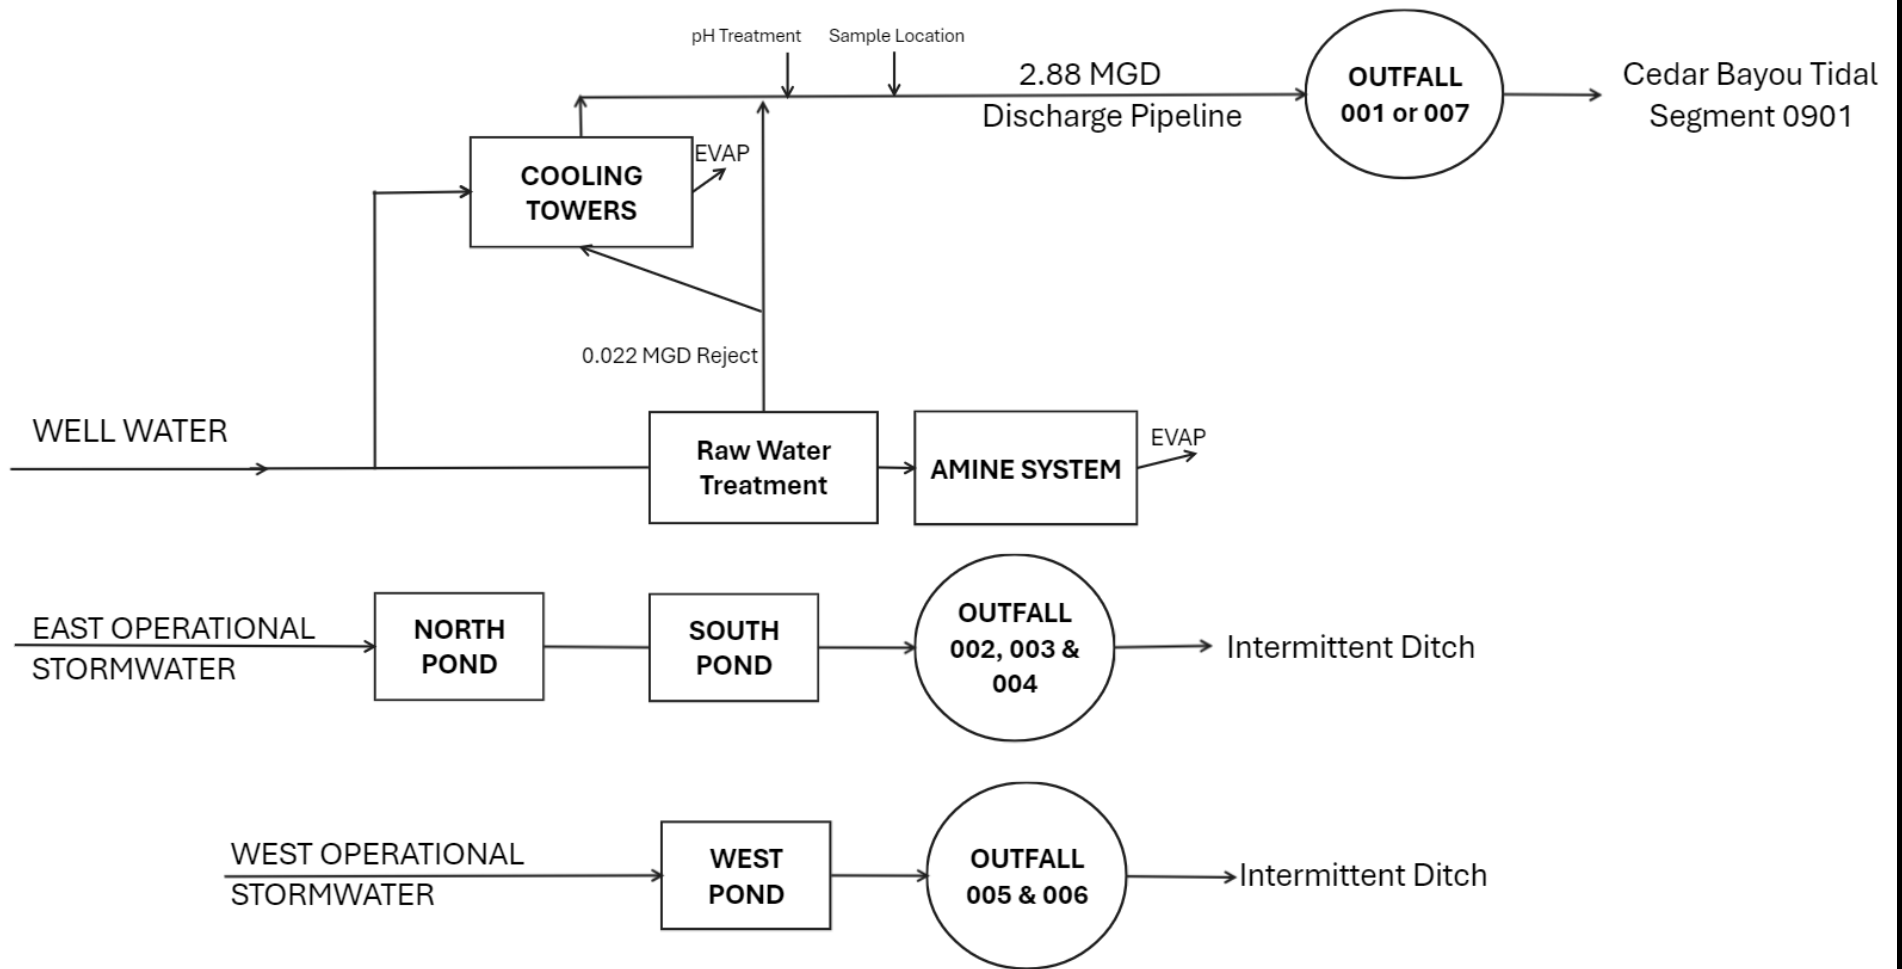 pH Treatment
Sample Location
2.88 MGD
Discharge Pipeline
OUTFALL
001 or 007
Cedar Bayou Tidal
Segment 0901
COOLING
TOWERS
EVAP
0.022 MGD Reject
WELL WATER
Raw Water
Treatment
AMINE SYSTEM
EVAP
EAST OPERATIONAL
STORMWATER
NORTH
POND
SOUTH
POND
OUTFALL
002, 003 &
004
Intermittent Ditch
WEST OPERATIONAL
STORMWATER
WEST
POND
OUTFALL
005 & 006
Intermittent Ditch